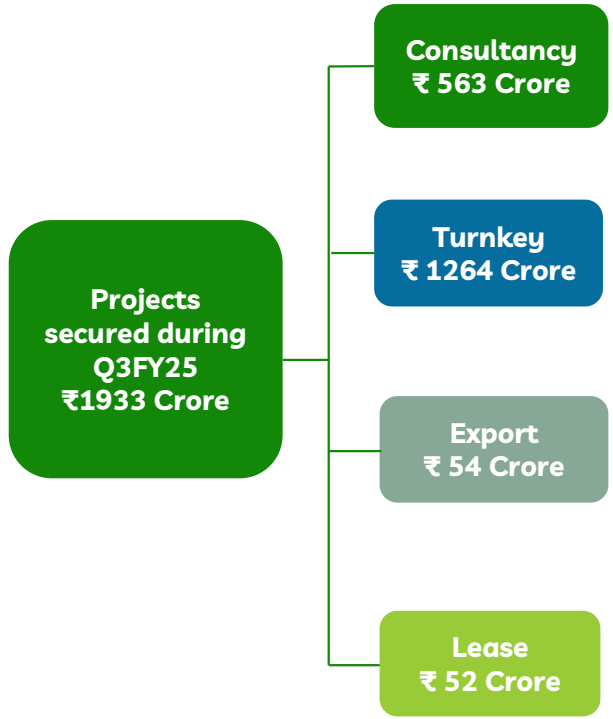 Projects
secured during
Q3FY25
₹1933 Crore
Consultancy
₹ 563 Crore
Turnkey
₹ 1264 Crore
Export
₹ 54 Crore
Lease
₹ 52 Crore